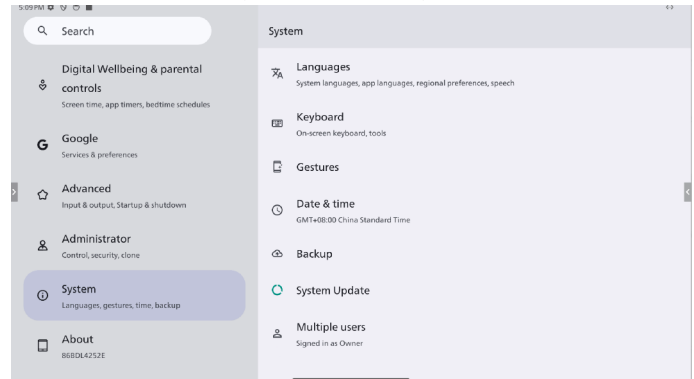 5:09 PM
Search
Digital Wellbeing & parental
controls
Screen time, app timers, bedtime schedules
Google
Services & preferences
Advanced
Input & output, Startup & shutdown
Administrator
Control, security, clone
System
Languages, gestures, time, backup
About
B6BDL4252E
System
Languages
System languages, app languages, regional preferences, speech
Keyboard
On-screen keyboard, tools
Gestures
Date & time
GMT+08:00 China Standard Time
Backup
System Update
Multiple users
Signed in as Owner